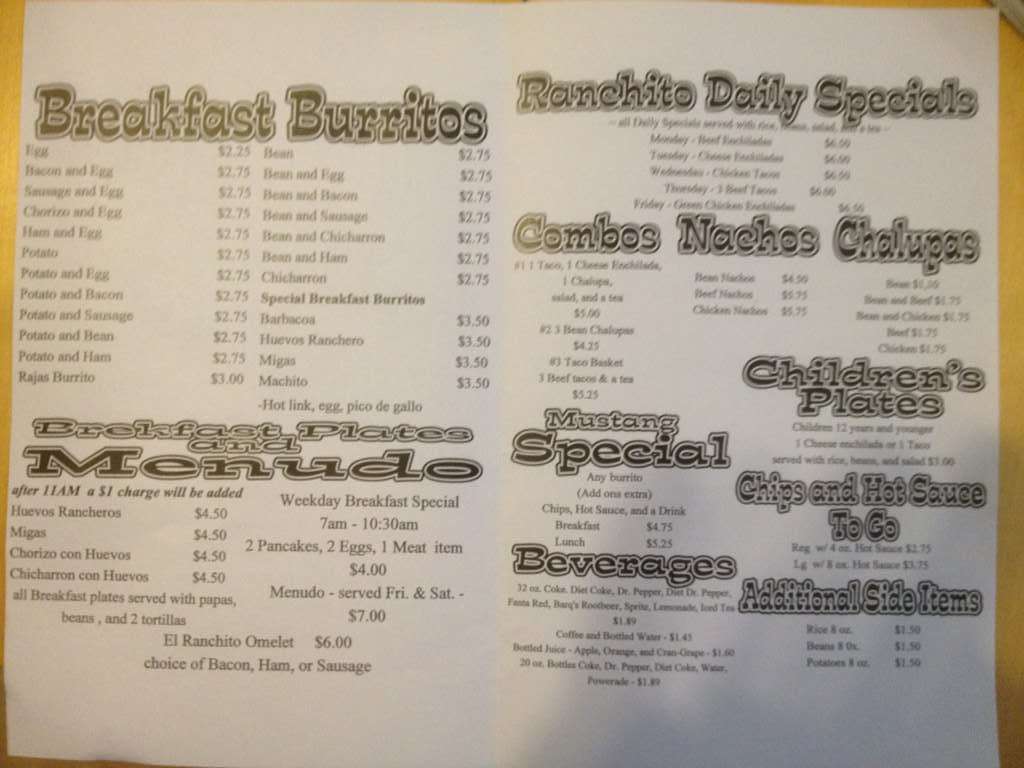 Breakfast Burritos
Egg $2.25
Bacon and Egg $2.75
Sausage and Egg $2.75
Chorizo and Egg $2.75
Ham and Egg $2.75
Potato $2.75
Potato and Egg $2.75
Potato and Bacon $2.75
Potato and Sausage $2.75
Potato and Bean $2.75
Potato and Ham $2.75
Rajas Burrito $3.00
Bean $2.75
Bean and Egg $2.75
Bean and Bacon $2.75
Bean and Sausage $2.75
Bean and Chicharron $2.75
Bean and Ham $2.75
Chicharron $2.75
Special Breakfast Burritos
Barbacoa $3.50
Huevos Ranchero $3.50
Migas $3.50
Machito $3.50
-Hot link, egg, pico de gallo
Brekfast Plates
and
Menudo
after 11AM a $1 charge will be added
Huevos Rancheros $4.50
Migas $4.50
Chorizo con Huevos $4.50
Chicharron con Huevos $4.50
all Breakfast plates served with papas,
beans , and 2 tortillas
Weekday Breakfast Special
7am - 10:30am
2 Pancakes, 2 Eggs, 1 Meat item
$4.00
Menudo - served Fri. & Sat. -
$7.00
El Ranchito Omelet $6.00
choice of Bacon, Ham, or Sausage
Ranchito Daily Specials
-- all Daily Specials served with rice, beans, salad, and a tea --
Monday - Beef Enchiladas $6.50
Tuesday - Cheese Enchiladas $6.50
Wednesday - Chicken Tacos $6.50
Thursday - 3 Beef Tacos $6.50
Friday - Green Chicken Enchiladas $6.50
Combos
#1 1 Taco, 1 Cheese Enchilada,
1 Chalupa,
salad, and a tea
$5.00
#2 3 Bean Chalupas
$4.25
#3 Taco Basket
3 Beef tacos & a tea
$5.25
Nachos
Bean Nachos $4.50
Beef Nachos $5.75
Chicken Nachos $5.75
Chalupas
Bean
Bean and Beef $1.75
Bean and Chicken $1.75
Beef $1.75
Chicken $1.75
Children's
Plates
Children 12 years and younger
1 Cheese enchilada or 1 Taco
served with rice, beans, and salad $3.00
Mustang
Special
Any burrito
(Add ons extra)
Chips, Hot Sauce, and a Drink
Breakfast $4.75
Lunch $5.25
Chips and Hot Sauce
To Go
Reg w/ 4 oz. Hot Sauce $2.75
Lg w/ 8 oz. Hot Sauce $3.75
Beverages
32 oz. Coke. Diet Coke, Dr. Pepper, Diet Dr. Pepper,
Fanta Red, Barq's Rootbeer, Sprite, Lemonade, Iced Tea
$1.89
Coffee and Bottled Water - $1.45
Bottled Juice - Apple, Orange, and Cran-Grape - $1.60
20 oz. Bottles Coke, Dr. Pepper, Diet Coke, Water,
Powerade - $1.89
Additional Side Items
Rice 8 oz. $1.50
Beans 8 0z. $1.50
Potatoes 8 oz. $1.50